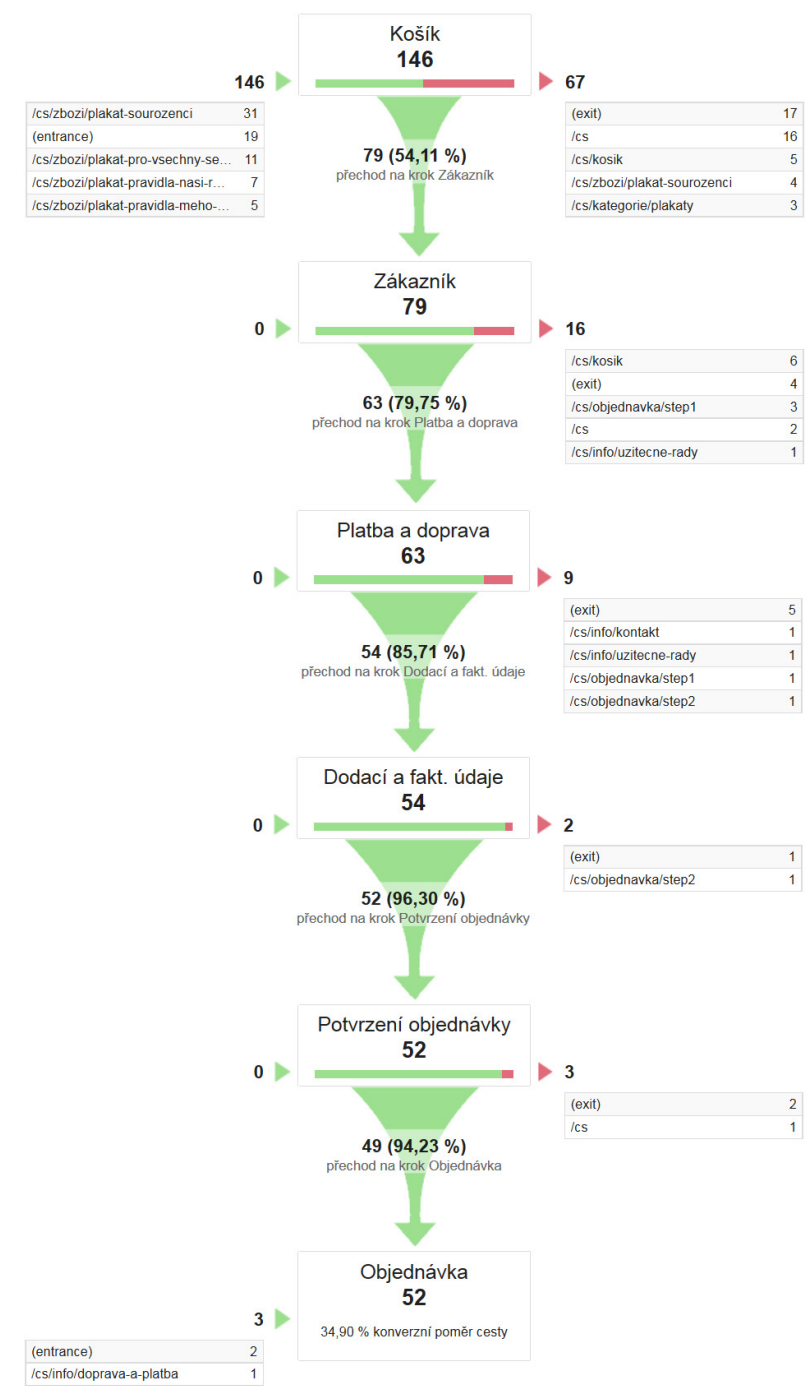 Košík
146
146
67
/cs/zbozi/plakat-sourozenci 31
(entrance) 19
/cs/zbozi/plakat-pro-vsechny-se... 11
/cs/zbozi/plakat-pravidla-nasi-r... 7
/cs/zbozi/plakat-pravidla-meho-... 5
(exit) 17
/cs 16
/cs/kosik 5
/cs/zbozi/plakat-sourozenci 4
/cs/kategorie/plakaty 3
79 (54,11 %)
přechod na krok Zákazník
Zákazník
79
0
16
/cs/kosik 6
(exit) 4
/cs/objednavka/step1 3
/cs 2
/cs/info/uzitecne-rady 1
63 (79,75 %)
přechod na krok Platba a doprava
Platba a doprava
63
0
9
(exit) 5
/cs/info/kontakt 1
/cs/info/uzitecne-rady 1
/cs/objednavka/step1 1
/cs/objednavka/step2 1
54 (85,71 %)
přechod na krok Dodací a fakt. údaje
Dodací a fakt. údaje
54
0
2
(exit) 1
/cs/objednavka/step2 1
52 (96,30 %)
přechod na krok Potvrzení objednávky
Potvrzení objednávky
52
0
3
(exit) 2
/cs 1
49 (94,23 %)
přechod na krok Objednávka
Objednávka
52
34,90 % konverzní poměr cesty
3
(entrance) 2
/cs/info/doprava-a-platba 1